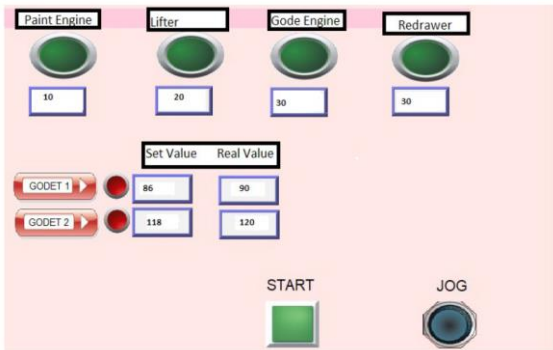 Paint Engine Lifter Gode Engine Redrawer
10 20 30 30
Set Value Real Value
GODET 1 86 90
GODET 2 118 120
START JOG